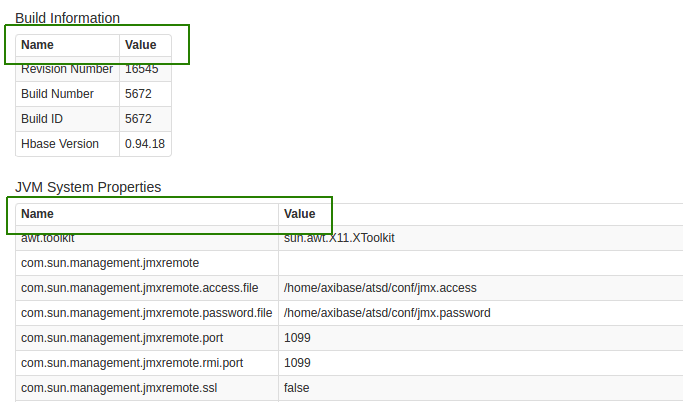 Build Information
Name Value
Revision Number 16545
Build Number 5672
Build ID 5672
Hbase Version 0.94.18
JVM System Properties
Name Value
awt.toolkit sun.awt.X11.XToolkit
com.sun.management.jmxremote
com.sun.management.jmxremote.access.file /home/axibase/atsd/conf/jmx.access
com.sun.management.jmxremote.password.file /home/axibase/atsd/conf/jmx.password
com.sun.management.jmxremote.port 1099
com.sun.management.jmxremote.rmi.port 1099
com.sun.management.jmxremote.ssl false